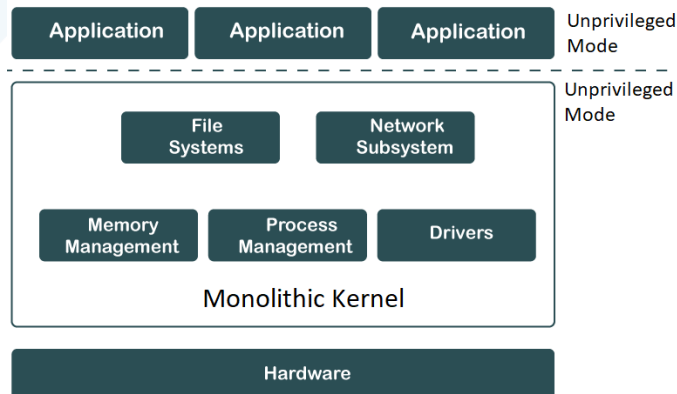 Application
Application
Application
Unprivileged
Mode
Unprivileged
Mode
File
Systems
Network
Subsystem
Memory
Management
Process
Management
Drivers
Monolithic Kernel
Hardware